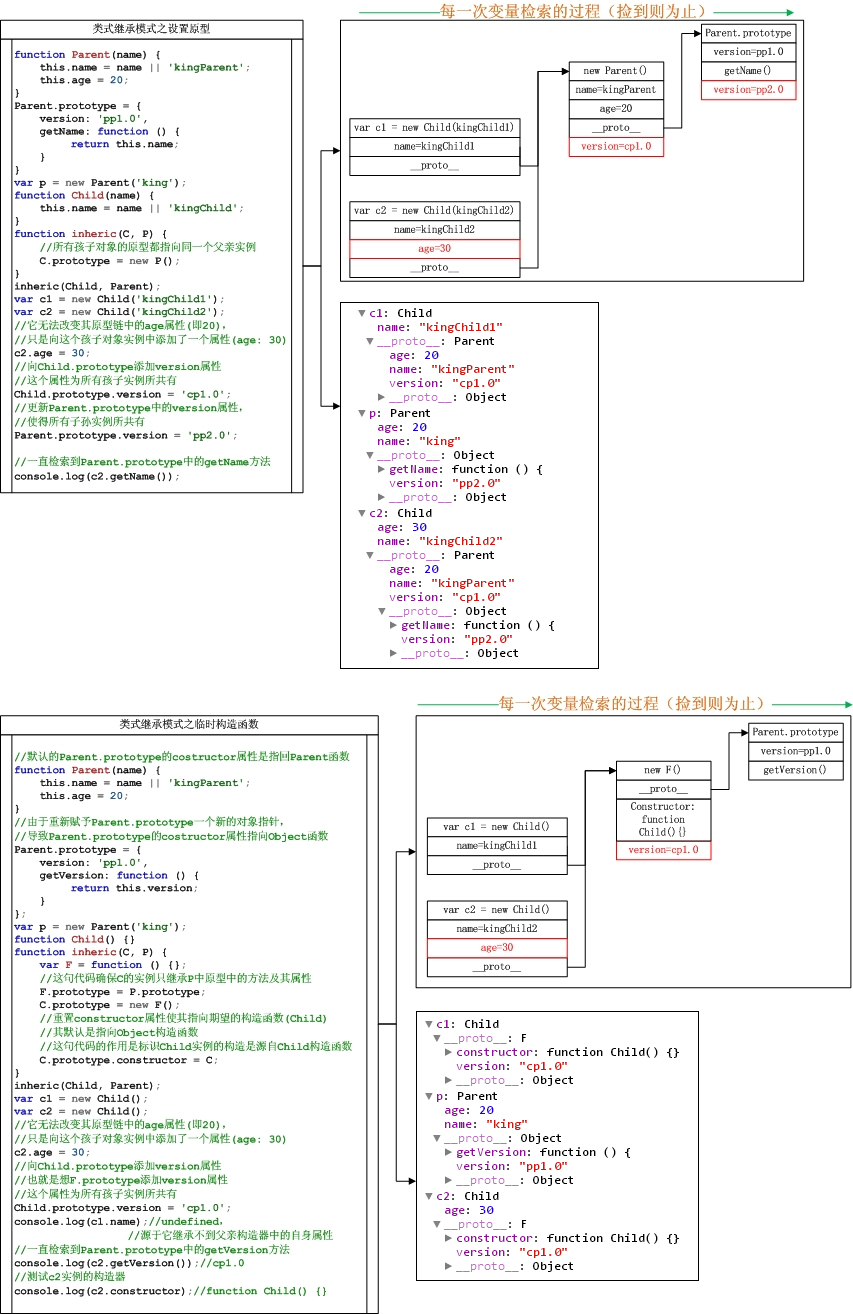 类式继承模式之设置原型
function Parent(name) {
this.name = name || 'kingParent';
this.age = 20;
}
Parent.prototype = {
version: 'pp1.0',
getName: function () {
return this.name;
}
}
var p = new Parent('king');
function Child(name) {
this.name = name || 'kingChild';
}
function inheric(C, P) {
//所有孩子对象的原型都指向同一个父亲实例
C.prototype = new P();
}
inheric(Child, Parent);
var c1 = new Child('kingChild1');
var c2 = new Child('kingChild2');
//它无法改变其原型链中的age属性(即20),
//只是向这个孩子对象实例中添加了一个属性(age: 30)
c2.age = 30;
//向Child.prototype添加version属性
//这个属性为所有孩子实例所共有
Child.prototype.version = 'cp1.0';
//更新Parent.prototype中的version属性,
//使得所有子孙实例所共有
Parent.prototype.version = 'pp2.0';
//一直检索到Parent.prototype中的getName方法
console.log(c2.getName());
每一次变量检索的过程（捡到则为止）
var c1 = new Child(kingChild1)
name=kingChild1
__proto__
var c2 = new Child(kingChild2)
name=kingChild2
age=30
__proto__
new Parent()
name=kingParent
age=20
__proto__
version=cp1.0
Parent.prototype
version=pp1.0
getName()
version=pp2.0
▼c1: Child
name: "kingChild1"
▼__proto__: Parent
age: 20
name: "kingParent"
version: "cp1.0"
▶__proto__: Object
▼p: Parent
age: 20
name: "king"
▼__proto__: Object
▶getName: function () {
version: "pp2.0"
▶__proto__: Object
▼c2: Child
age: 30
name: "kingChild2"
▼__proto__: Parent
age: 20
name: "kingParent"
version: "cp1.0"
▼__proto__: Object
▶getName: function () {
version: "pp2.0"
▶__proto__: Object
类式继承模式之临时构造函数
//默认的Parent.prototype的costructor属性是指回Parent函数
function Parent(name) {
this.name = name || 'kingParent';
this.age = 20;
}
//由于重新赋予Parent.prototype一个新的对象指针,
//导致Parent.prototype的costructor属性指向Object函数
Parent.prototype = {
version: 'pp1.0',
getVersion: function () {
return this.version;
}
};
var p = new Parent('king');
function Child() {}
function inheric(C, P) {
var F = function () {};
//这句代码确保C的实例只继承P中原型中的方法及其属性
F.prototype = P.prototype;
C.prototype = new F();
//重置constructor属性使其指向期望的构造函数(Child)
//其默认是指向Object构造函数
//这句代码的作用是标识Child实例的构造是源自Child构造函数
C.prototype.constructor = C;
}
inheric(Child, Parent);
var c1 = new Child();
var c2 = new Child();
//它无法改变其原型链中的age属性(即20),
//只是向这个孩子对象实例中添加了一个属性(age: 30)
c2.age = 30;
//向Child.prototype添加version属性
//也就是想F.prototype添加version属性
//这个属性为所有孩子实例所共有
Child.prototype.version = 'cp1.0';
console.log(c1.name);//undefined,
//源于它继承不到父亲构造器中的自身属性
//一直检索到Parent.prototype中的getVersion方法
console.log(c2.getVersion());//cp1.0
//测试c2实例的构造器
console.log(c2.constructor);//function Child() {}
每一次变量检索的过程（捡到则为止）
var c1 = new Child()
name=kingChild1
__proto__
var c2 = new Child()
name=kingChild2
age=30
__proto__
new F()
__proto__
Constructor:
function
Child(){}
version=cp1.0
Parent.prototype
version=pp1.0
getVersion()
▼c1: Child
▼__proto__: F
▶constructor: function Child() {}
version: "cp1.0"
▶__proto__: Object
▼p: Parent
age: 20
name: "king"
▼__proto__: Object
▶getVersion: function () {
version: "pp1.0"
▶__proto__: Object
▼c2: Child
age: 30
▼__proto__: F
▶constructor: function Child() {}
version: "cp1.0"
▶__proto__: Object